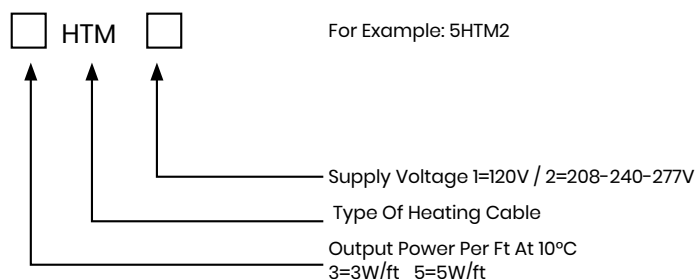 HTM
For Example: 5HTM2
Supply Voltage 1=120V / 2=208-240-277V
Type Of Heating Cable
Output Power Per Ft At 10°C
3=3W/ft 5=5W/ft